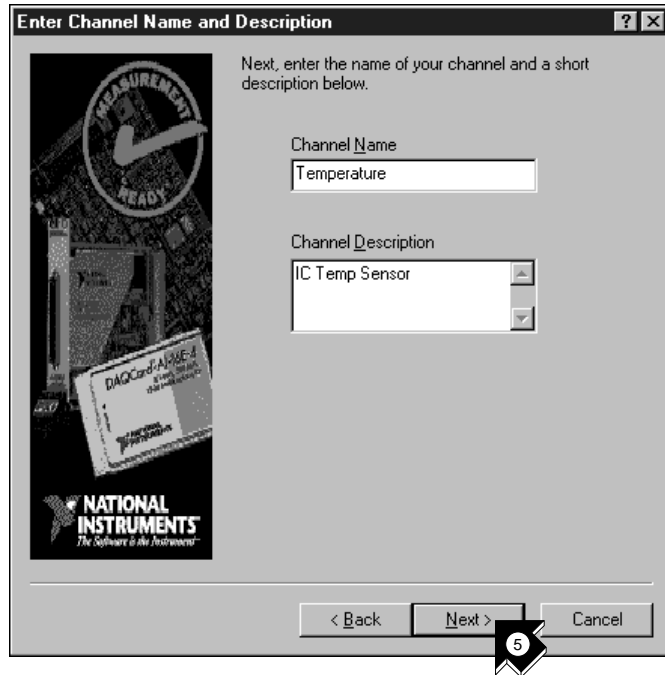 Enter Channel Name and Description
? X
Next, enter the name of your channel and a short
description below.
MEASUREMENT
READY
Channel Name
Temperature
Channel Description
IC Temp Sensor
DAQCard-AI-16E-4
NATIONAL
INSTRUMENTS
NATIONAL
INSTRUMENTS™
The Software is the Instrument
< Back
Next >
Cancel
5